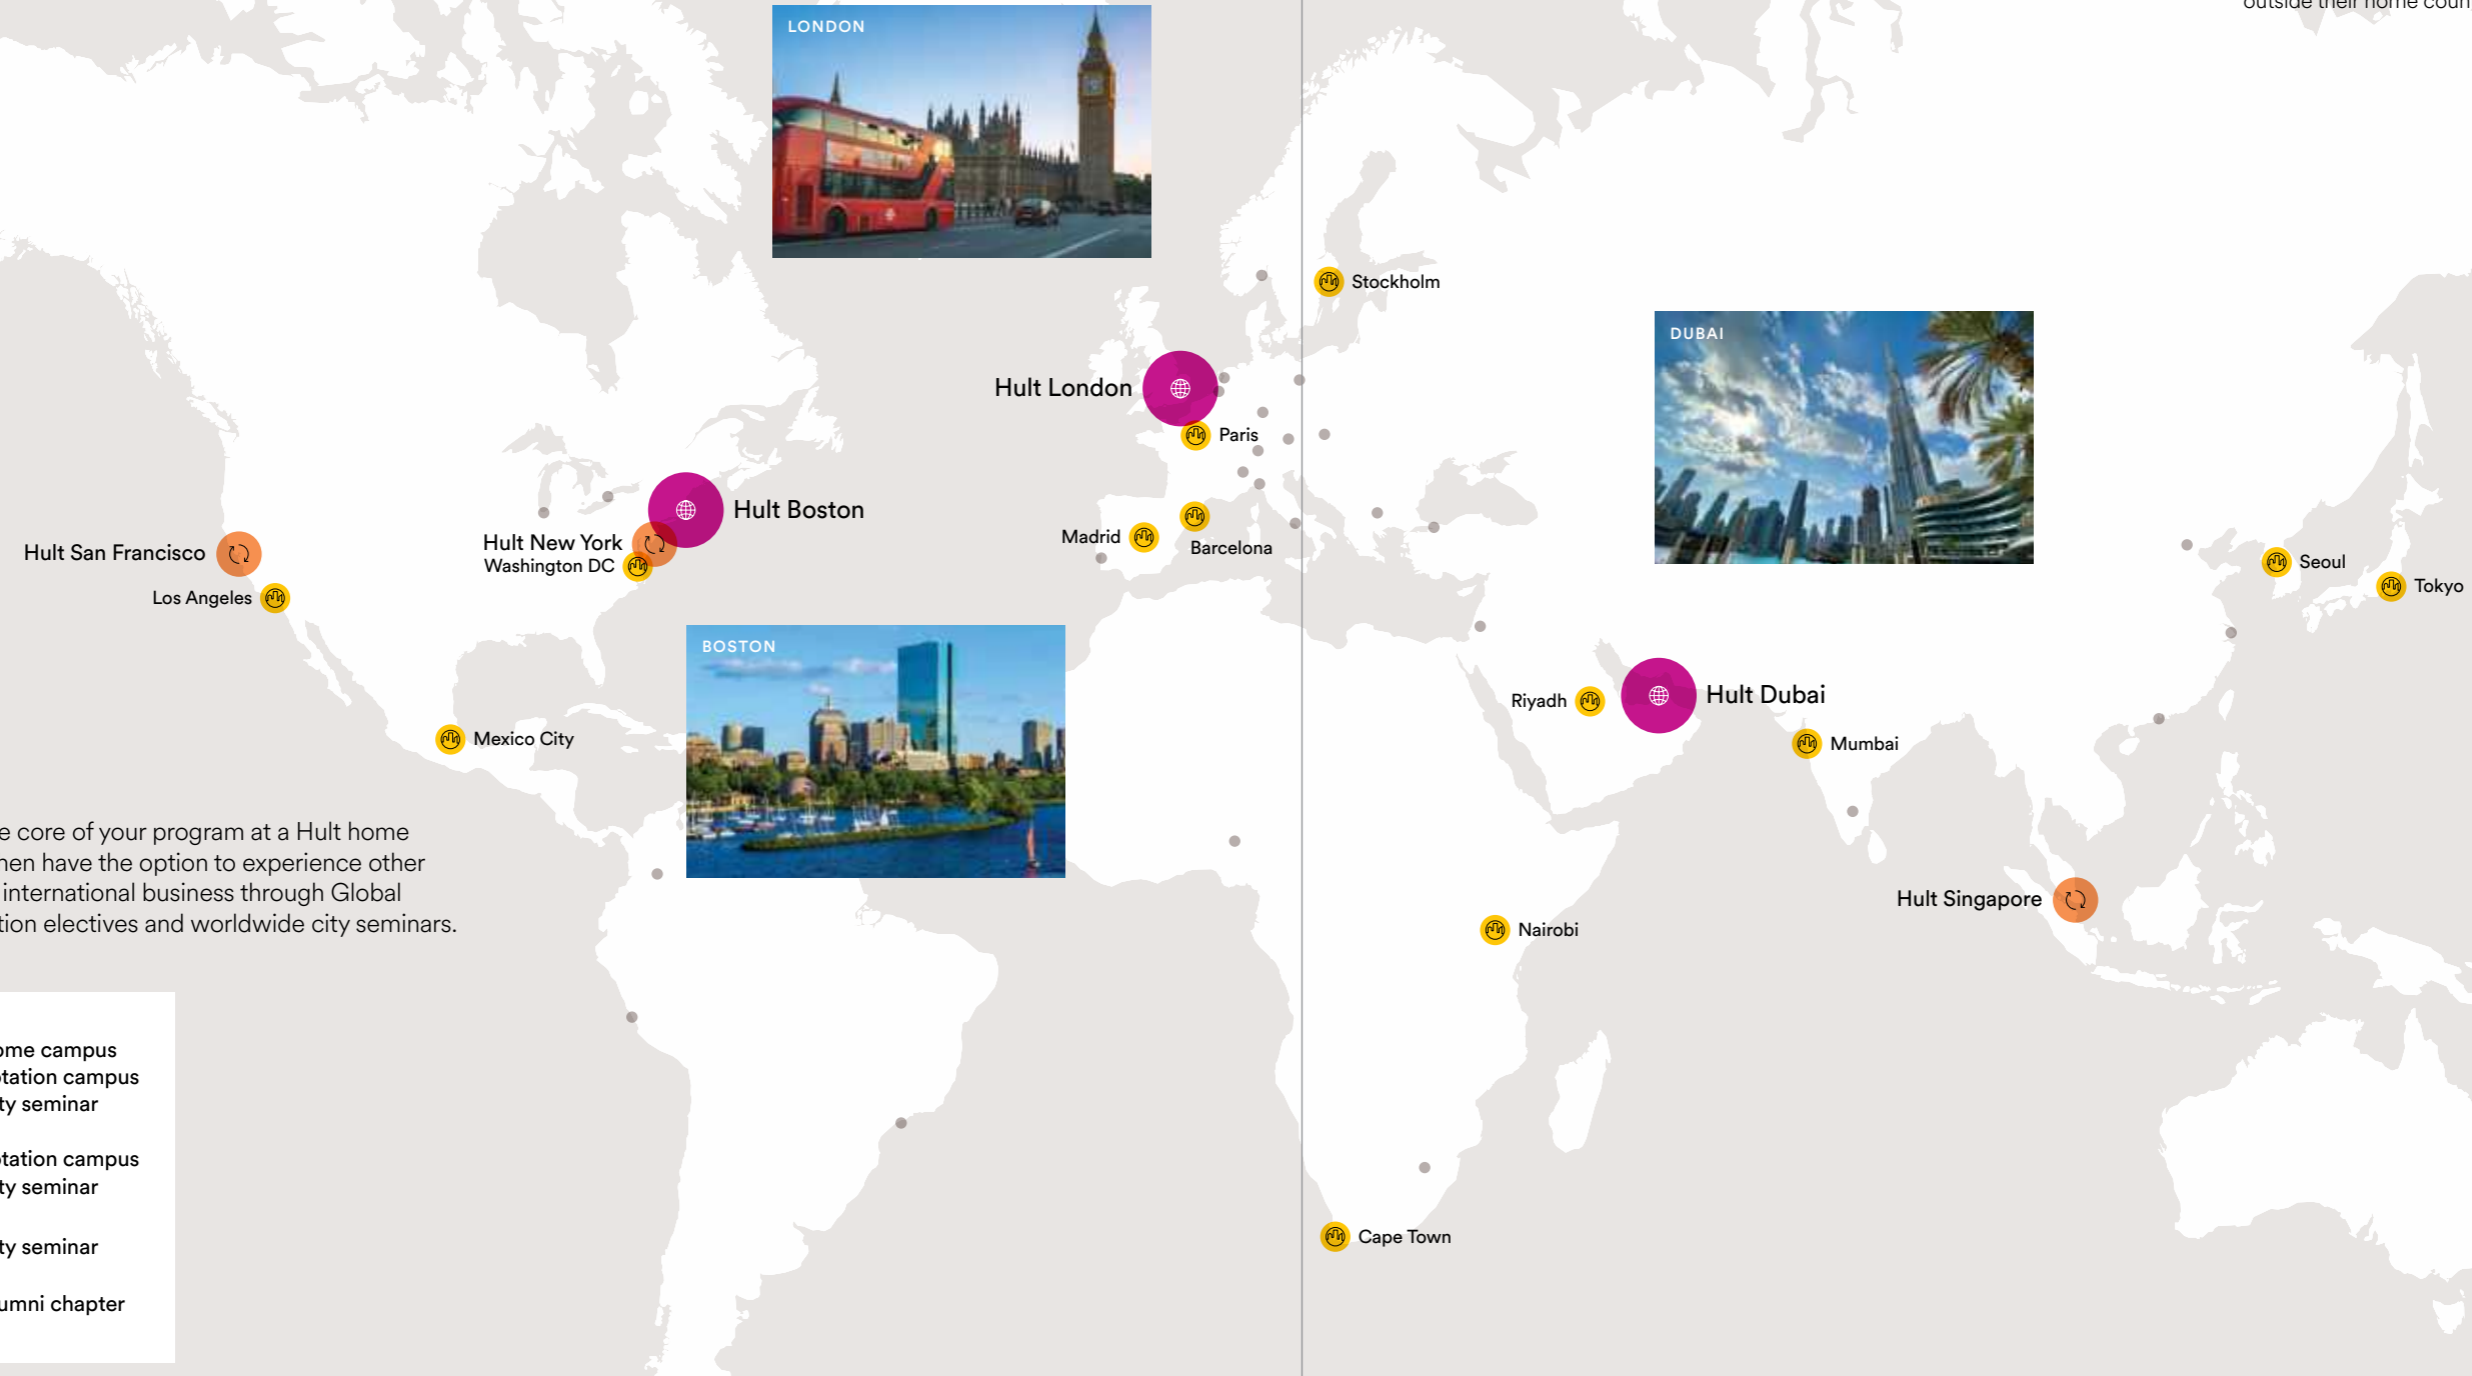 outside their home coun
LONDON
Stockholm
DUBAI
Hult London
Paris
Hult Boston
Madrid
Barcelona
Hult New York
Washington DC
Hult San Francisco
Los Angeles
Seoul
Tokyo
BOSTON
Riyadh
Hult Dubai
Mexico City
Mumbai
e core of your program at a Hult home
hen have the option to experience other
international business through Global
tion electives and worldwide city seminars.
Hult Singapore
Nairobi
ome campus
otation campus
ty seminar
otation campus
ty seminar
Cape Town
ty seminar
umni chapter